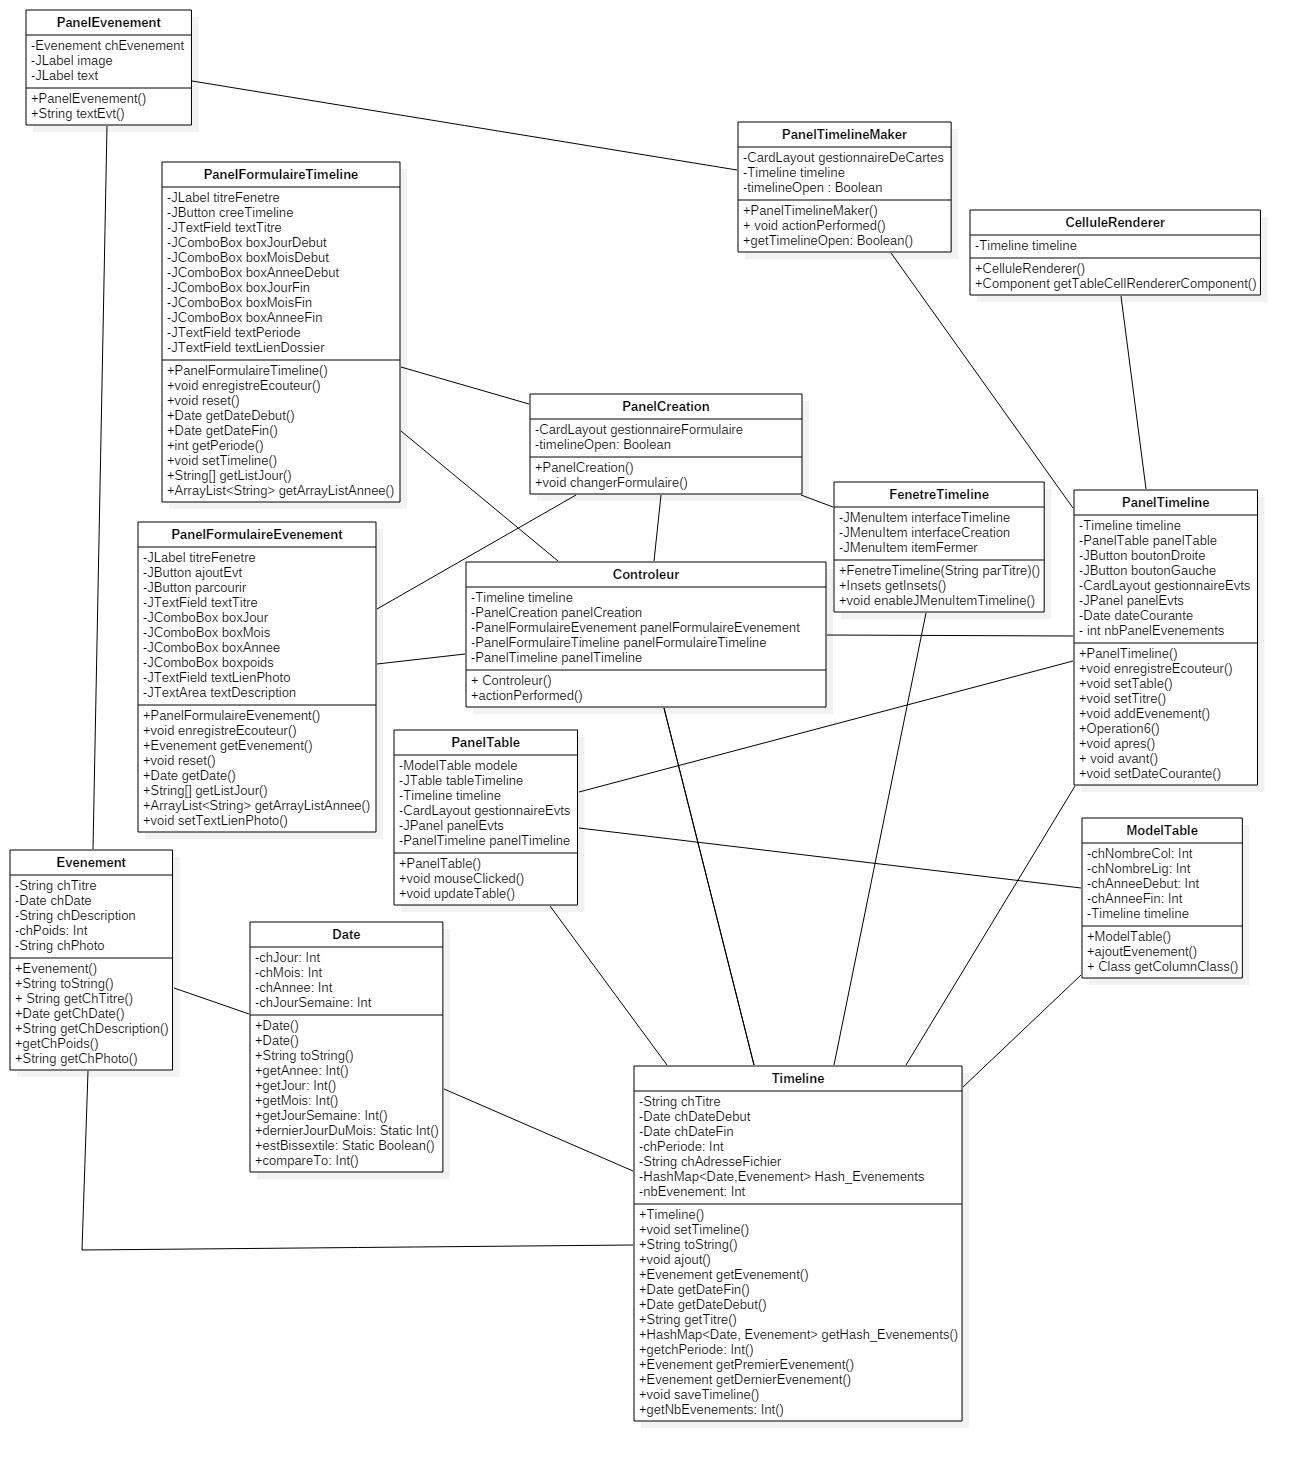 PanelEvenement
-Evenement chEvenement
-JLabel image
-JLabel text
+PanelEvenement()
+String textEvt()
PanelTimelineMaker
-CardLayout gestionnaireDeCartes
-Timeline timeline
-timelineOpen : Boolean
+PanelTimelineMaker()
+ void actionPerformed()
+getTimelineOpen: Boolean()
PanelFormulaireTimeline
-JLabel titreFenetre
-JButton creeTimeline
-JTextField textTitre
-JComboBox boxJourDebut
-JComboBox boxMoisDebut
-JComboBox boxAnneeDebut
-JComboBox boxJourFin
-JComboBox boxMoisFin
-JComboBox boxAnneeFin
-JTextField textPeriode
-JTextField textLienDossier
+PanelFormulaireTimeline()
+void enregistreEcouteur()
+void reset()
+Date getDateDebut()
+Date getDateFin()
+int getPeriode()
+void setTimeline()
+String[] getListJour()
+ArrayList<String> getArrayListAnnee()
CelluleRenderer
-Timeline timeline
+CelluleRenderer()
+Component getTableCellRendererComponent()
PanelCreation
-CardLayout gestionnaireFormulaire
-timelineOpen: Boolean
+PanelCreation()
+void changerFormulaire()
FenetreTimeline
-JMenuItem interfaceTimeline
-JMenuItem interfaceCreation
-JMenuItem itemFermer
+FenetreTimeline(String parTitre)()
+Insets getInsets()
+void enableJMenuItemTimeline()
PanelTimeline
-Timeline timeline
-PanelTable panelTable
-JButton boutonDroite
-JButton boutonGauche
-CardLayout gestionnaireEvts
-JPanel panelEvts
-Date dateCourante
- int nbPanelEvenements
+PanelTimeline()
+void enregistreEcouteur()
+void setTable()
+void setTitre()
+void addEvenement()
+Operation6()
+void apres()
+ void avant()
+void setDateCourante()
PanelFormulaireEvenement
-JLabel titreFenetre
-JButton ajoutEvt
-JButton parcourir
-JTextField textTitre
-JComboBox boxJour
-JComboBox boxMois
-JComboBox boxAnnee
-JComboBox boxpoids
-JTextField textLienPhoto
-JTextArea textDescription
+PanelFormulaireEvenement()
+void enregistreEcouteur()
+Evenement getEvenement()
+void reset()
+Date getDate()
+String[] getListJour()
+ArrayList<String> getArrayListAnnee()
+void setTextLienPhoto()
Controleur
-Timeline timeline
-PanelCreation panelCreation
-PanelFormulaireEvenement panelFormulaireEvenement
-PanelFormulaireTimeline panelFormulaireTimeline
-PanelTimeline panelTimeline
+ Controleur()
+actionPerformed()
PanelTable
-ModelTable modele
-JTable tableTimeline
-Timeline timeline
-CardLayout gestionnaireEvts
-JPanel panelEvts
-PanelTimeline panelTimeline
+PanelTable()
+void mouseClicked()
+void updateTable()
ModelTable
-chNombreCol: Int
-chNombreLig: Int
-chAnneeDebut: Int
-chAnneeFin: Int
-Timeline timeline
+ModelTable()
+ajoutEvenement()
+ Class getColumnClass()
Evenement
-String chTitre
-Date chDate
-String chDescription
-chPoids: Int
-String chPhoto
+Evenement()
+String toString()
+ String getChTitre()
+Date getChDate()
+String getChDescription()
+getChPoids()
+String getChPhoto()
Date
-chJour: Int
-chMois: Int
-chAnnee: Int
-chJourSemaine: Int
+Date()
+Date()
+String toString()
+getAnnee: Int()
+getJour: Int()
+getMois: Int()
+getJourSemaine: Int()
+dernierJourDuMois: Static Int()
+estBissextile: Static Boolean()
+compareTo: Int()
Timeline
-String chTitre
-Date chDateDebut
-Date chDateFin
-chPeriode: Int
-String chAdresseFichier
-HashMap<Date,Evenement> Hash_Evenements
-nbEvenement: Int
+Timeline()
+void setTimeline()
+String toString()
+void ajout()
+Evenement getEvenement()
+Date getDateFin()
+Date getDateDebut()
+String getTitre()
+HashMap<Date, Evenement> getHash_Evenements()
+getchPeriode: Int()
+Evenement getPremierEvenement()
+Evenement getDernierEvenement()
+void saveTimeline()
+getNbEvenements: Int()